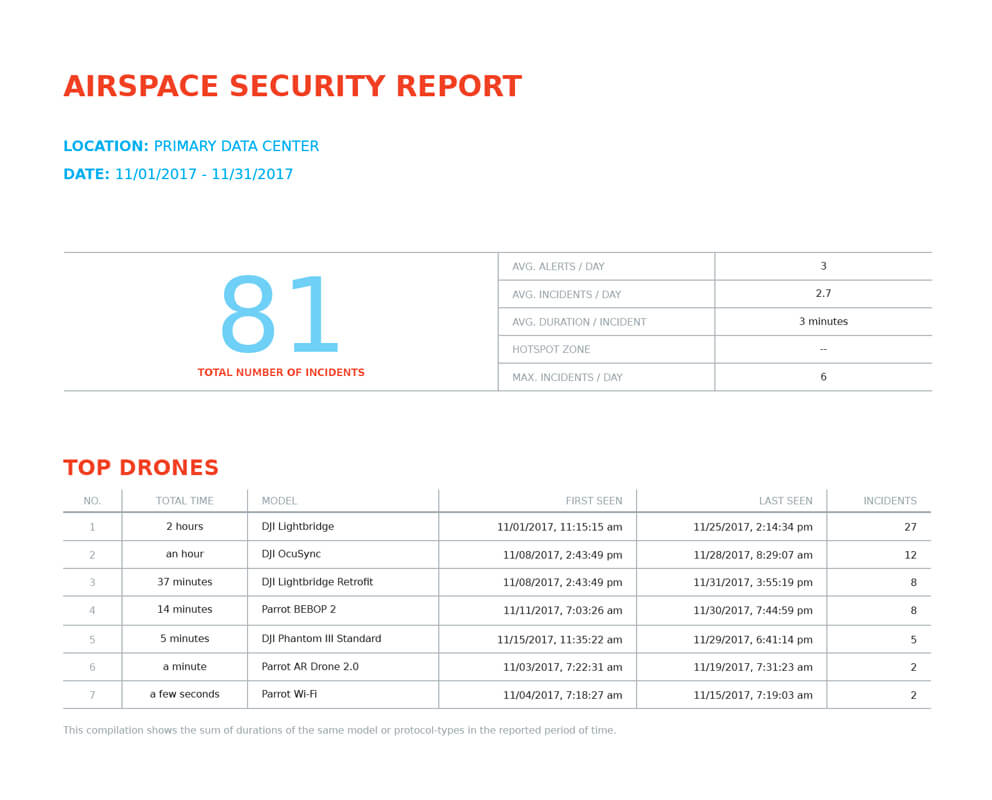 AIRSPACE SECURITY REPORT
LOCATION: PRIMARY DATA CENTER
DATE: 11/01/2017 - 11/31/2017
81
TOTAL NUMBER OF INCIDENTS
AVG. ALERTS / DAY 3
AVG. INCIDENTS / DAY 2.7
AVG. DURATION / INCIDENT 3 minutes
HOTSPOT ZONE --
MAX. INCIDENTS / DAY 6
TOP DRONES
NO. TOTAL TIME MODEL FIRST SEEN LAST SEEN INCIDENTS
1 2 hours DJI Lightbridge 11/01/2017, 11:15:15 am 11/25/2017, 2:14:34 pm 27
2 an hour DJI OcuSync 11/08/2017, 2:43:49 pm 11/28/2017, 8:29:07 am 12
3 37 minutes DJI Lightbridge Retrofit 11/08/2017, 2:43:49 pm 11/31/2017, 3:55:19 pm 8
4 14 minutes Parrot BEBOP 2 11/11/2017, 7:03:26 am 11/30/2017, 7:44:59 pm 8
5 5 minutes DJI Phantom III Standard 11/15/2017, 11:35:22 am 11/29/2017, 6:41:14 pm 5
6 a minute Parrot AR Drone 2.0 11/03/2017, 7:22:31 am 11/19/2017, 7:31:23 am 2
7 a few seconds Parrot Wi-Fi 11/04/2017, 7:18:27 am 11/15/2017, 7:19:03 am 2
This compilation shows the sum of durations of the same model or protocol-types in the reported period of time.